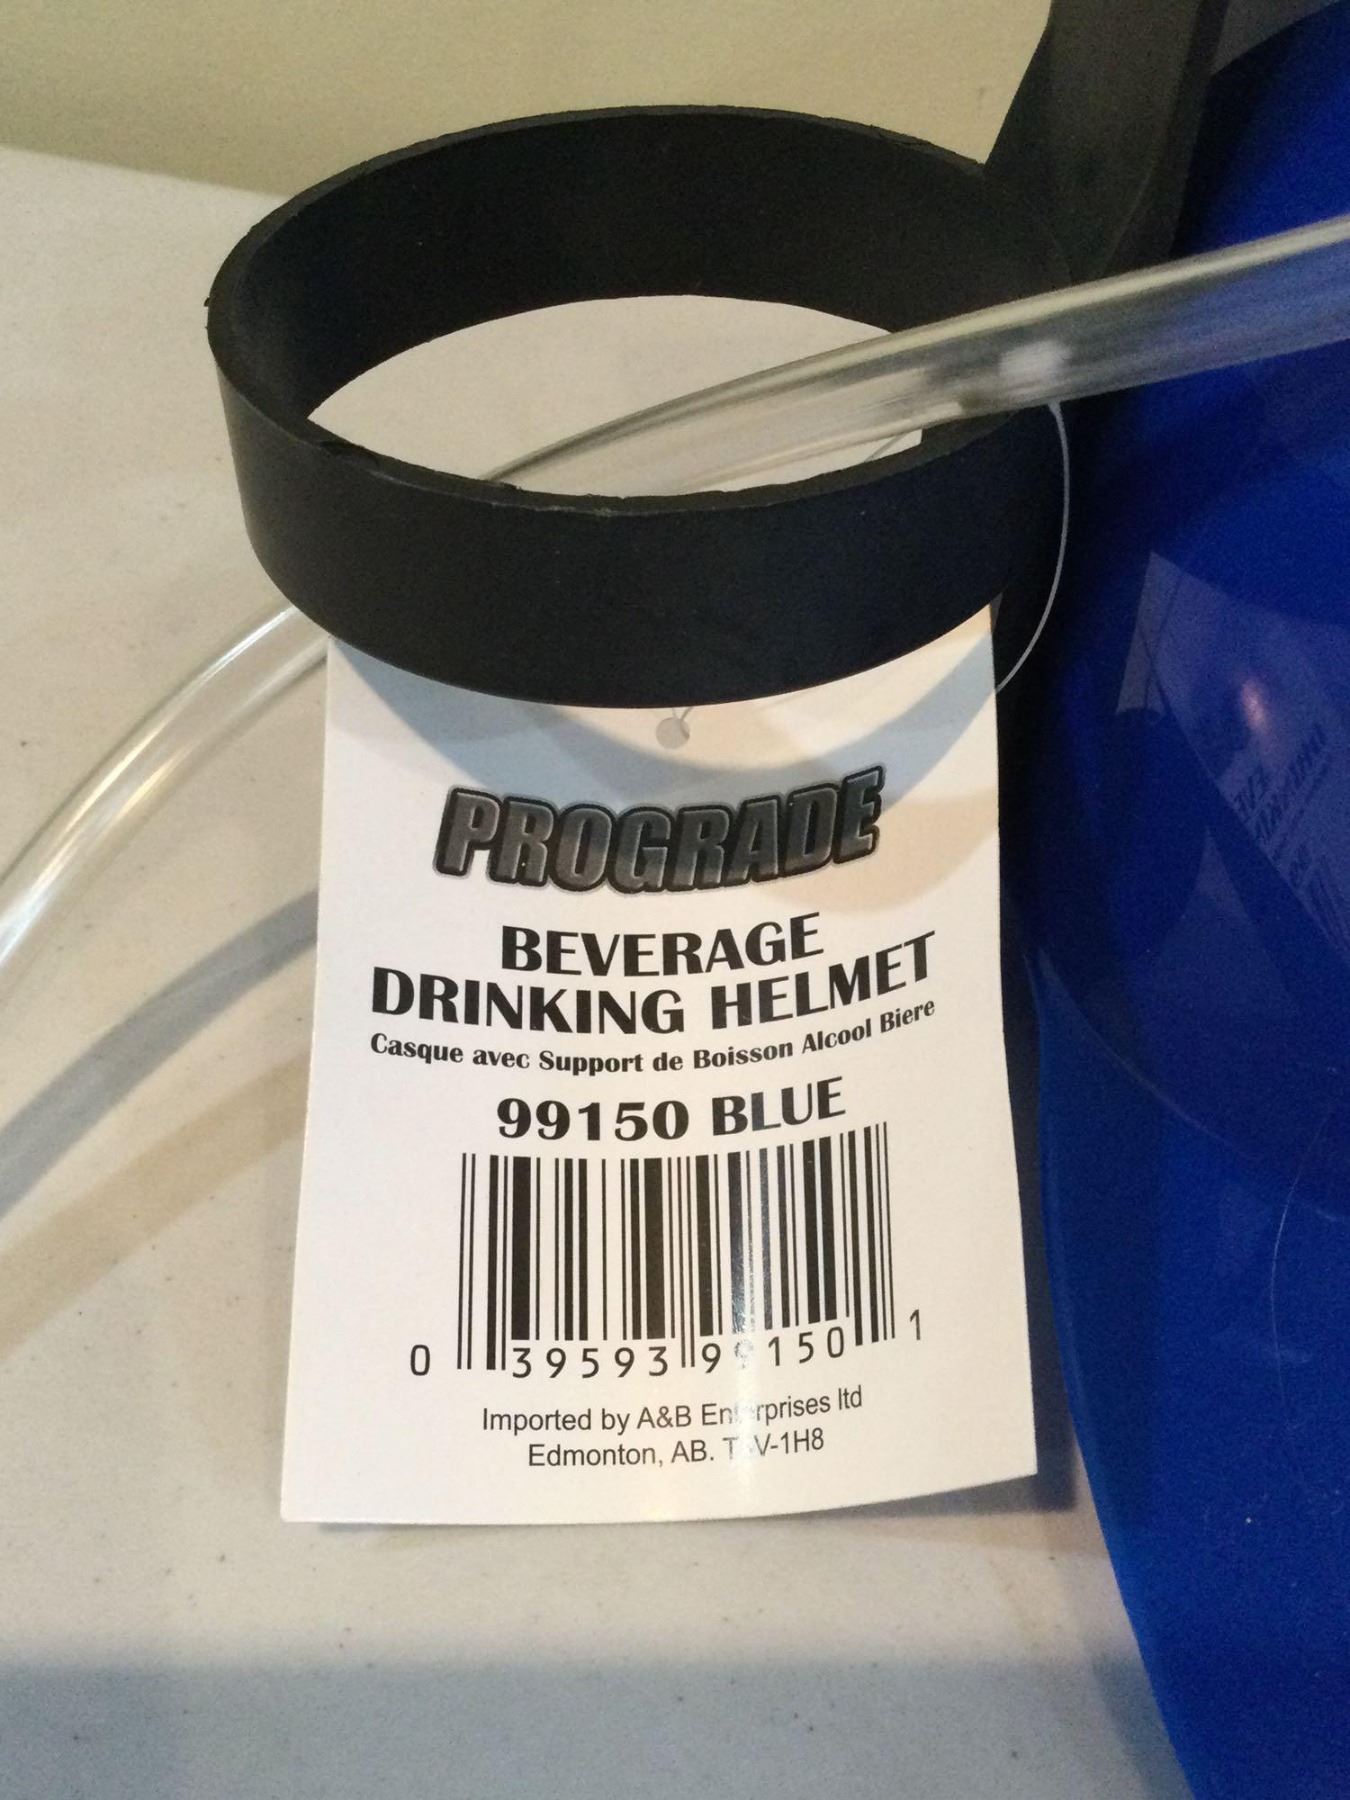 PROGRADE
BEVERAGE
DRINKING HELMET
Casque avec Support de Boisson Alcool Biere
99150 BLUE
0 39593 99150 1
Imported by A&B Enterprises ltd
Edmonton, AB. V-1H8